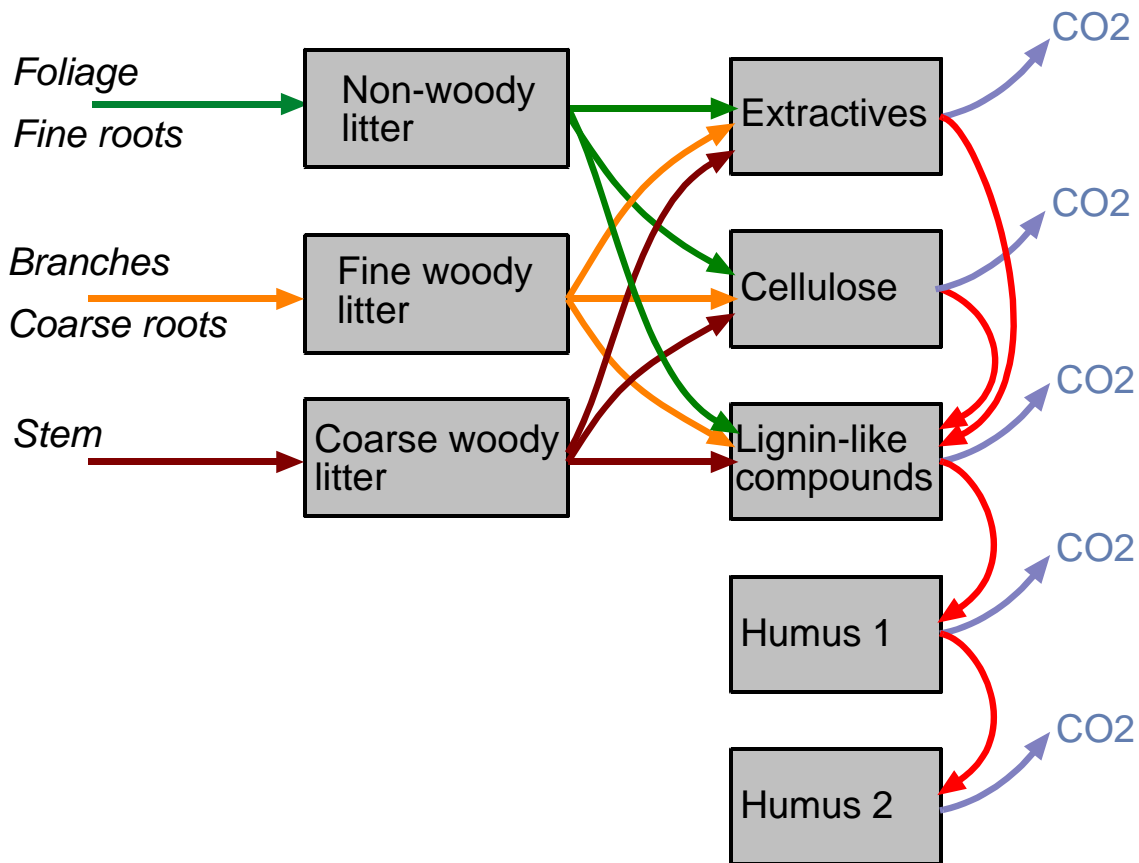 Foliage
Fine roots
Branches
Coarse roots
Stem
Non-woody
litter
Fine woody
litter
Coarse woody
litter
Extractives
Cellulose
Lignin-like
compounds
Humus 1
Humus 2
CO2
CO2
CO2
CO2
CO2